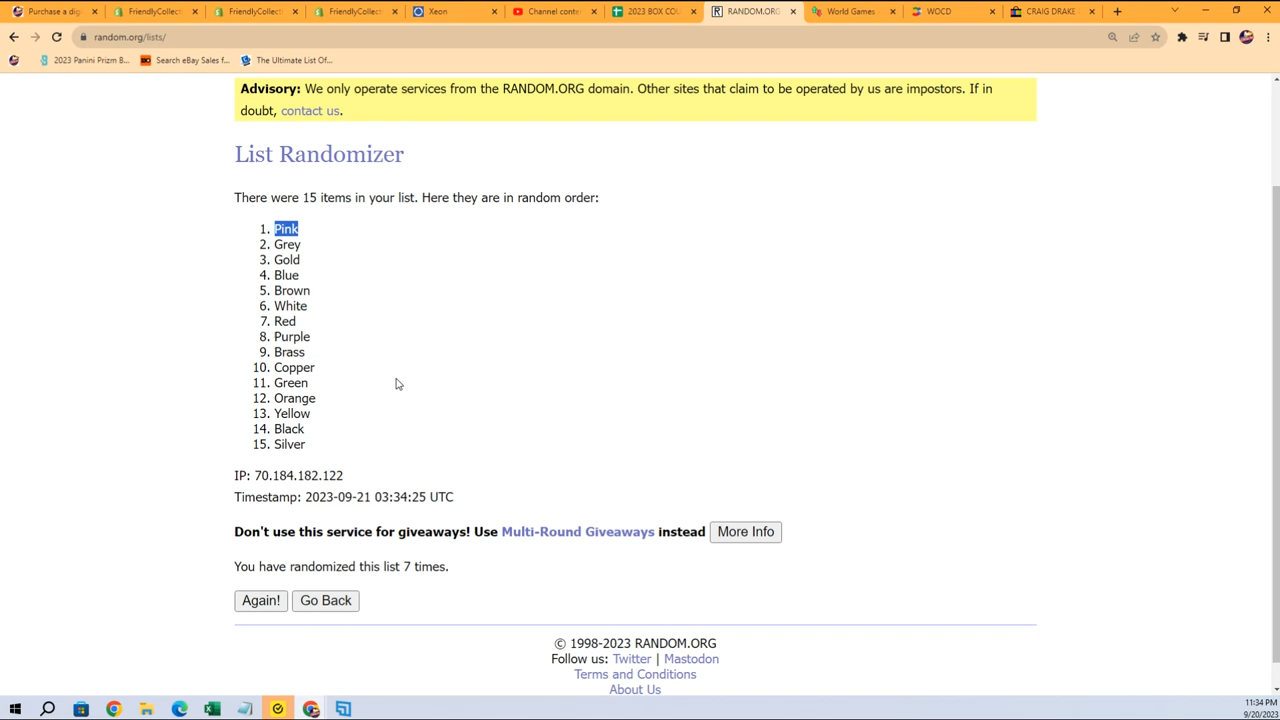 Purchase a dig
FriendlyCollect
FriendlyCollecti
FriendlyCollecti
Xeon
Channel conte
2023 BOX COU
RANDOM.ORG
World Games
WOCD
CRAIG DRAKE
random.org/lists/
2023 Panini Prizm B...
Search eBay Sales f...
The Ultimate List Of...
Advisory: We only operate services from the RANDOM.ORG domain. Other sites that claim to be operated by us are impostors. If in
doubt, contact us.
List Randomizer
There were 15 items in your list. Here they are in random order:
1. Pink
2. Grey
3. Gold
4. Blue
5. Brown
6. White
7. Red
8. Purple
9. Brass
10. Copper
11. Green
12. Orange
13. Yellow
14. Black
15. Silver
IP: 70.184.182.122
Timestamp: 2023-09-21 03:34:25 UTC
Don't use this service for giveaways! Use Multi-Round Giveaways instead More Info
You have randomized this list 7 times.
Again! Go Back
© 1998-2023 RANDOM.ORG
Follow us: Twitter | Mastodon
Terms and Conditions
About Us
11:34 PM
9/20/2023